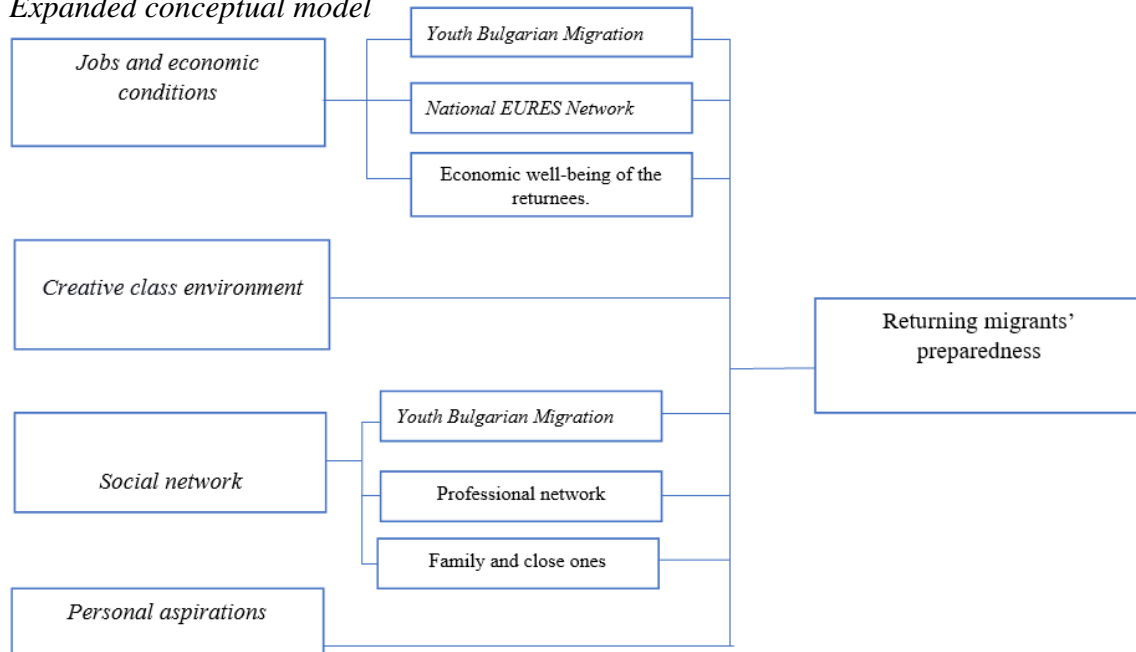 Expanded conceptual model
Jobs and economic
conditions
Youth Bulgarian Migration
National EURES Network
Economic well-being of the
returnees.
Creative class environment
Returning migrants’
preparedness
Social network
Youth Bulgarian Migration
Professional network
Family and close ones
Personal aspirations